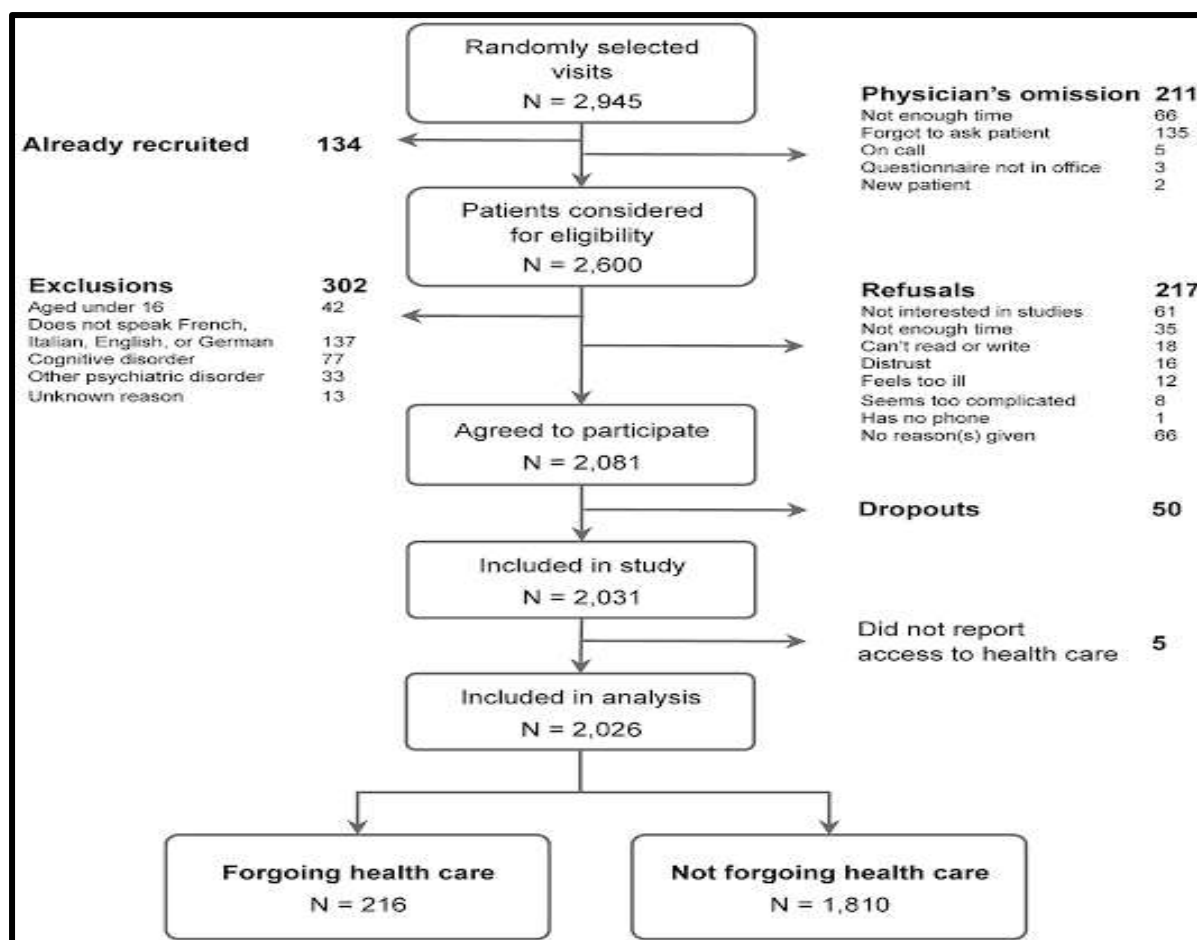 Randomly selected
visits
N = 2,945
Already recruited 134
Physician's omission 211
Not enough time 66
Forgot to ask patient 135
On call 5
Questionnaire not in office 3
New patient 2
Patients considered
for eligibility
N = 2,600
Exclusions 302
Aged under 16 42
Does not speak French,
Italian, English, or German 137
Cognitive disorder 77
Other psychiatric disorder 33
Unknown reason 13
Refusals 217
Not interested in studies 61
Not enough time 35
Can't read or write 18
Distrust 16
Feels too ill 12
Seems too complicated 8
Has no phone 1
No reason(s) given 66
Agreed to participate
N = 2,081
Dropouts 50
Included in study
N = 2,031
Did not report
access to health care 5
Included in analysis
N = 2,026
Forgoing health care
N = 216
Not forgoing health care
N = 1,810